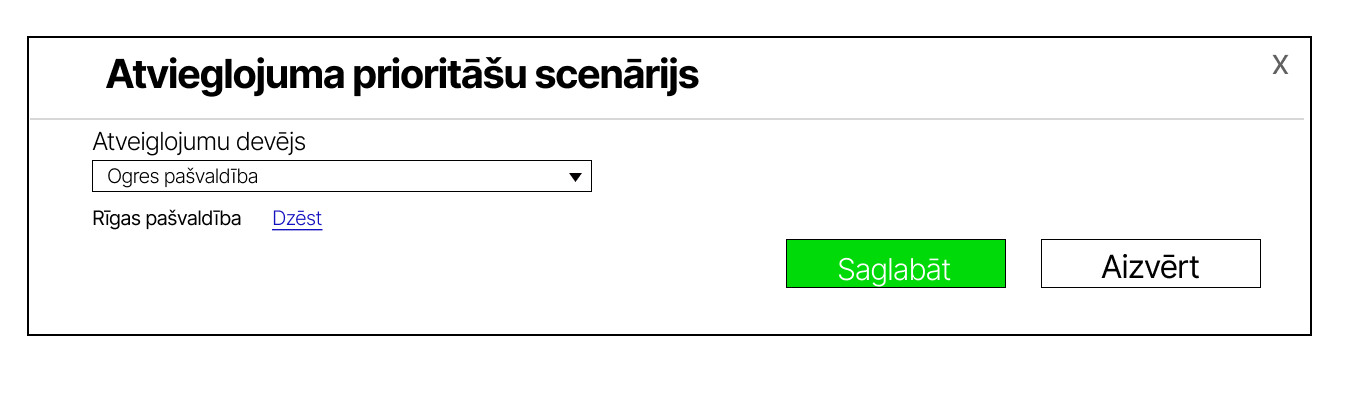 Atvieglojuma prioritāšu scenārijs
X
Atveiglojumu devējs
Ogres pašvaldība
Rīgas pašvaldība Dzēst
Saglabāt Aizvērt